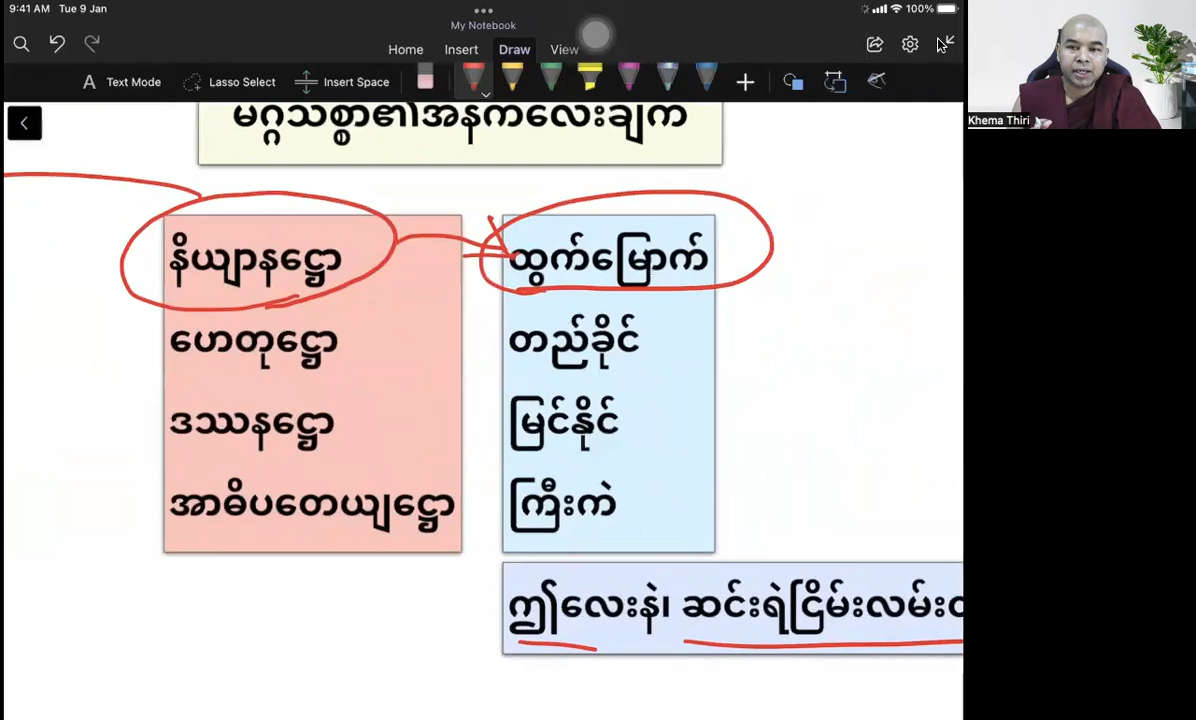 9:41 AM Tue 9 Jan
100%
My Notebook
Home Insert Draw View
Text Mode Lasso Select Insert Space
Khema Thiri
မဂ္ဂသစ္စာ၏အနက်လေးချက်
နိယျာနဋ္ဌော ထွက်မြောက်
ဟေတုဋ္ဌော တည်ခိုင်
ဒဿနဋ္ဌော မြင်နိုင်
အာဓိပတေယျဋ္ဌော ကြီးကဲ
ဤလေးနဲ၊ ဆင်းရဲငြိမ်းလမ်း